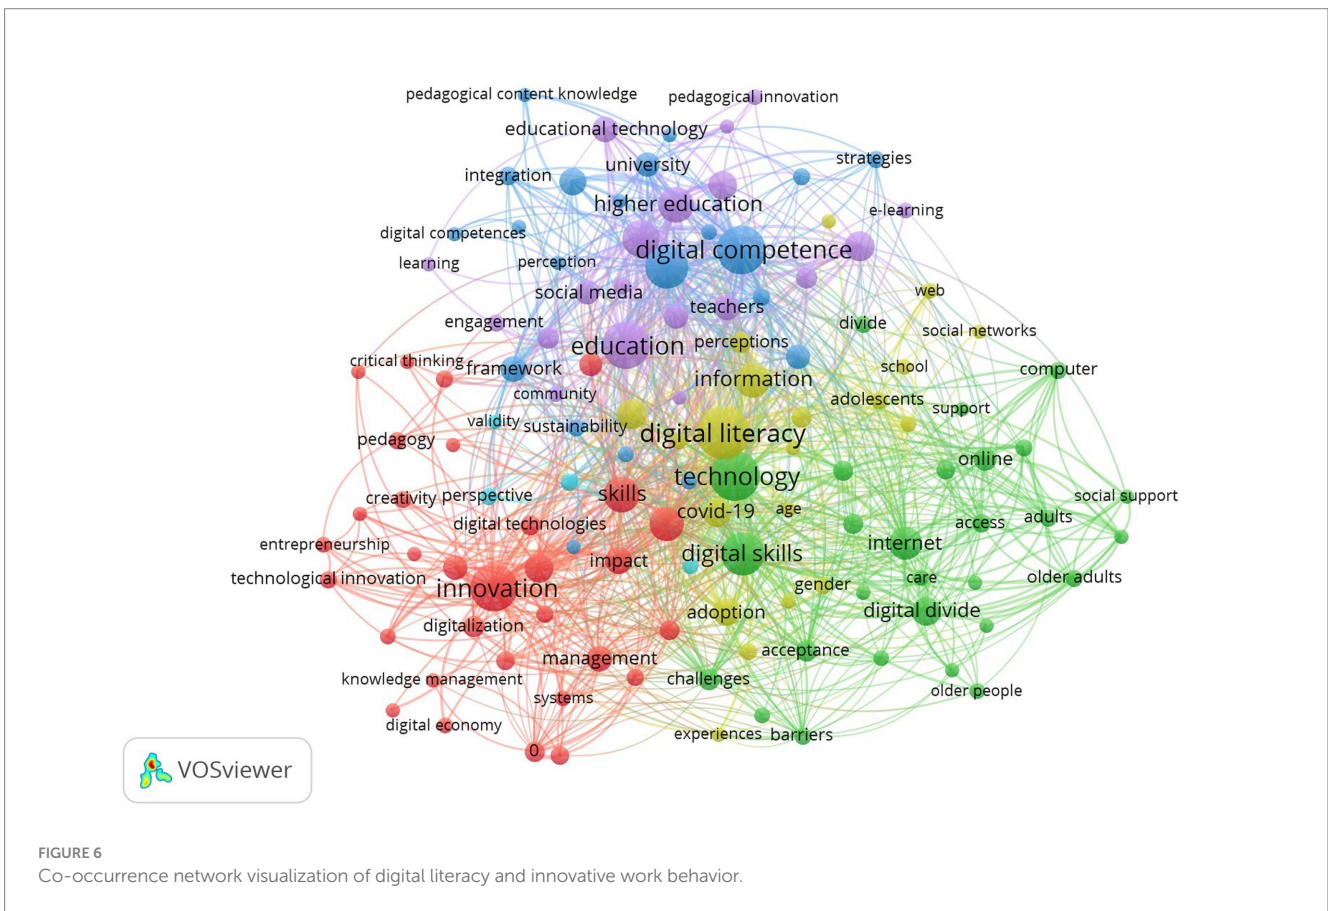 pedagogical content knowledge
pedagogical innovation
educational technology
university
strategies
integration
higher education
e-learning
digital competences
digital competence
learning
perception
social media
web
teachers
engagement
divide
social networks
education
perceptions
critical thinking
framework
school
computer
information
community
adolescents
support
validity
sustainability
digital literacy
pedagogy
online
technology
creativity
perspective
skills
social support
covid-19
age
digital technologies
access
adults
entrepreneurship
internet
digital skills
impact
technological innovation
care
older adults
innovation
gender
adoption
digital divide
digitalization
management
acceptance
knowledge management
challenges
older people
systems
digital economy
experiences
barriers
0
VOSviewer
FIGURE 6
Co-occurrence network visualization of digital literacy and innovative work behavior.